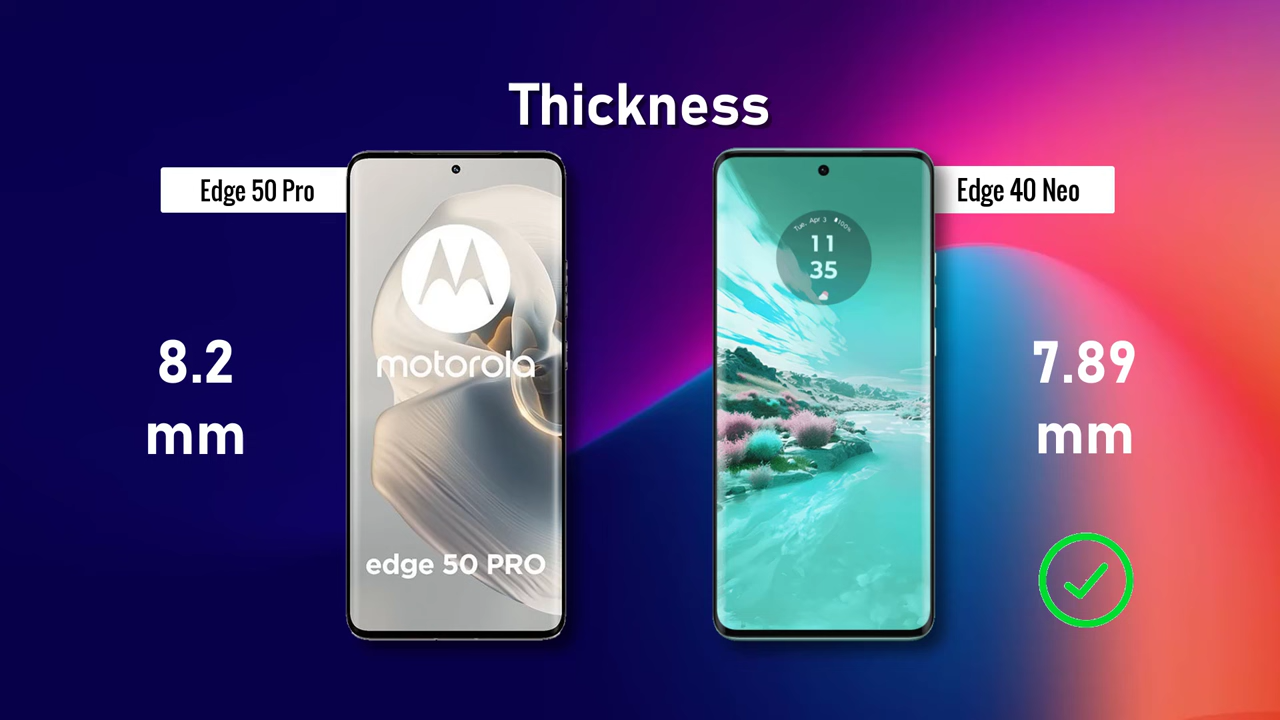 Thickness
Edge 50 Pro
Edge 40 Neo
Tue, Apr 3 100%
11
35
8.2
mm
motorola
7.89
mm
edge 50 PRO